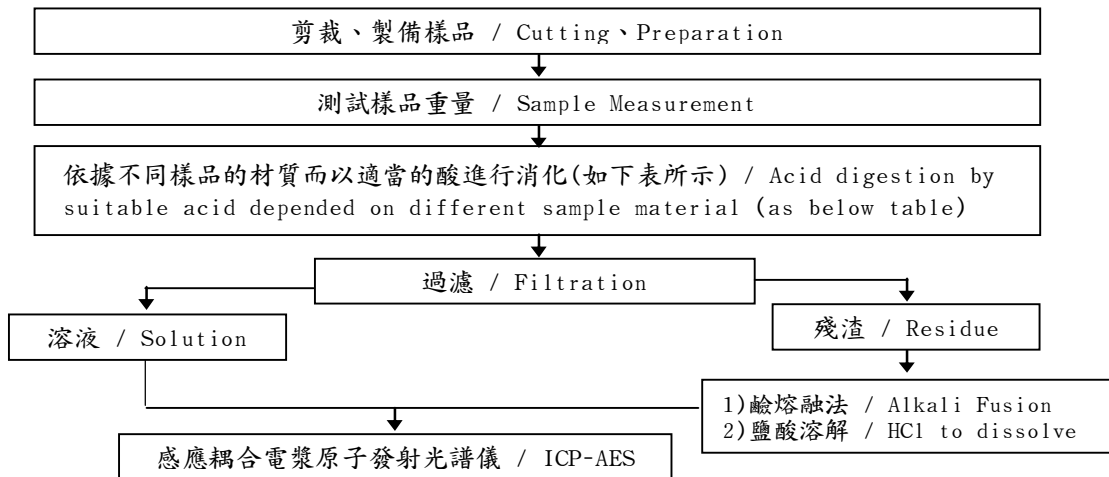 剪裁、製備樣品 / Cutting、Preparation
測試樣品重量 / Sample Measurement
依據不同樣品的材質而以適當的酸進行消化(如下表所示) / Acid digestion by
suitable acid depended on different sample material (as below table)
過濾 / Filtration
溶液 / Solution
殘渣 / Residue
1)鹼熔融法 / Alkali Fusion
2)鹽酸溶解 / HCl to dissolve
感應耦合電漿原子發射光譜儀 / ICP-AES